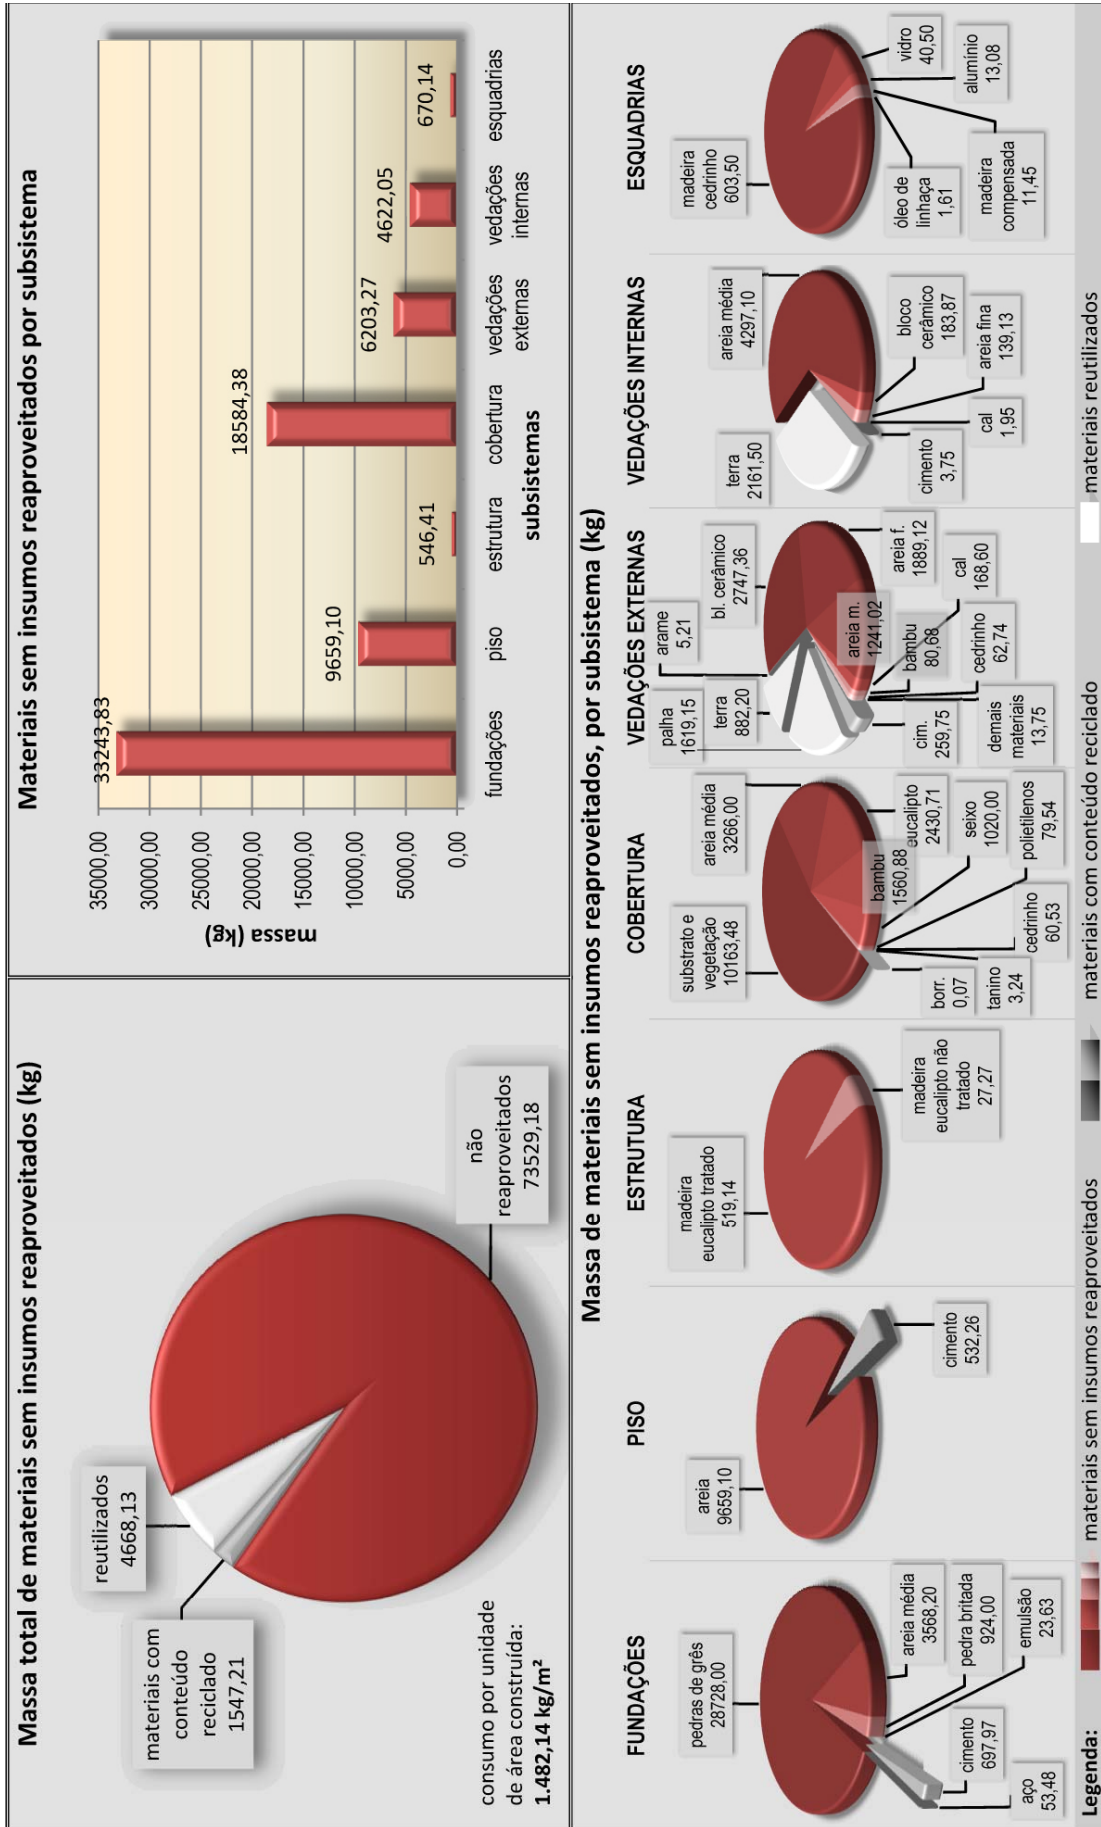 Massa total de materiais sem insumos reaproveitados (kg)
reutilizados
4668,13
materiais com
conteúdo
reciclado
1547,21
não
reaproveitados
73529,18
consumo por unidade
de área construída:
1.482,14 kg/m²
Materiais sem insumos reaproveitados por subsistema
massa (kg)
35000,00
30000,00
25000,00
20000,00
15000,00
10000,00
5000,00
0,00
33243,83
9659,10
546,41
18584,38
6203,27
4622,05
670,14
fundações
piso
estrutura
cobertura
vedações
externas
vedações
internas
esquadrias
subsistemas
Massa de materiais sem insumos reaproveitados, por subsistema (kg)
FUNDAÇÕES
pedras de grês
28728,00
areia média
3568,20
pedra britada
924,00
emulsão
23,63
cimento
697,97
aço
53,48
PISO
areia
9659,10
cimento
532,26
ESTRUTURA
madeira
eucalipto tratado
519,14
madeira
eucalipto não
tratado
27,27
COBERTURA
substrato e
vegetação
10163,48
areia média
3266,00
eucalipto
2430,71
bambu
1560,88
seixo
1020,00
polietilenos
79,54
cedrinho
60,53
tanino
3,24
borr.
0,07
VEDAÇÕES EXTERNAS
palha
1619,15
terra
882,20
arame
5,21
bl. cerâmico
2747,36
areia f.
1889,12
areia m.
1241,02
cal
168,60
bambu
80,68
cedrinho
62,74
demais
materiais
13,75
cim.
259,75
VEDAÇÕES INTERNAS
terra
2161,50
areia média
4297,10
bloco
cerâmico
183,87
areia fina
139,13
cal
1,95
cimento
3,75
ESQUADRIAS
madeira
cedrinho
603,50
vidro
40,50
alumínio
13,08
madeira
compensada
11,45
óleo de
linhaça
1,61
Legenda:
materiais sem insumos reaproveitados
materiais com conteúdo reciclado
materiais reutilizados